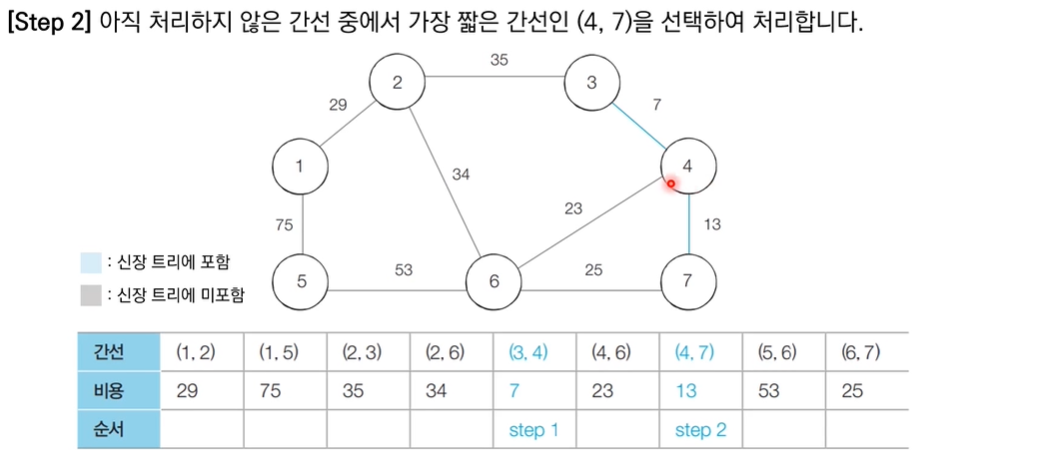 [Step 2] 아직 처리하지 않은 간선 중에서 가장 짧은 간선인 (4, 7)을 선택하여 처리합니다.
35
2
3
29
7
1
4
34
23
75
13
: 신장 트리에 포함
5
53
6
25
7
: 신장 트리에 미포함
간선 (1, 2) (1, 5) (2, 3) (2, 6) (3, 4) (4, 6) (4, 7) (5, 6) (6, 7)
비용 29 75 35 34 7 23 13 53 25
순서 step 1 step 2